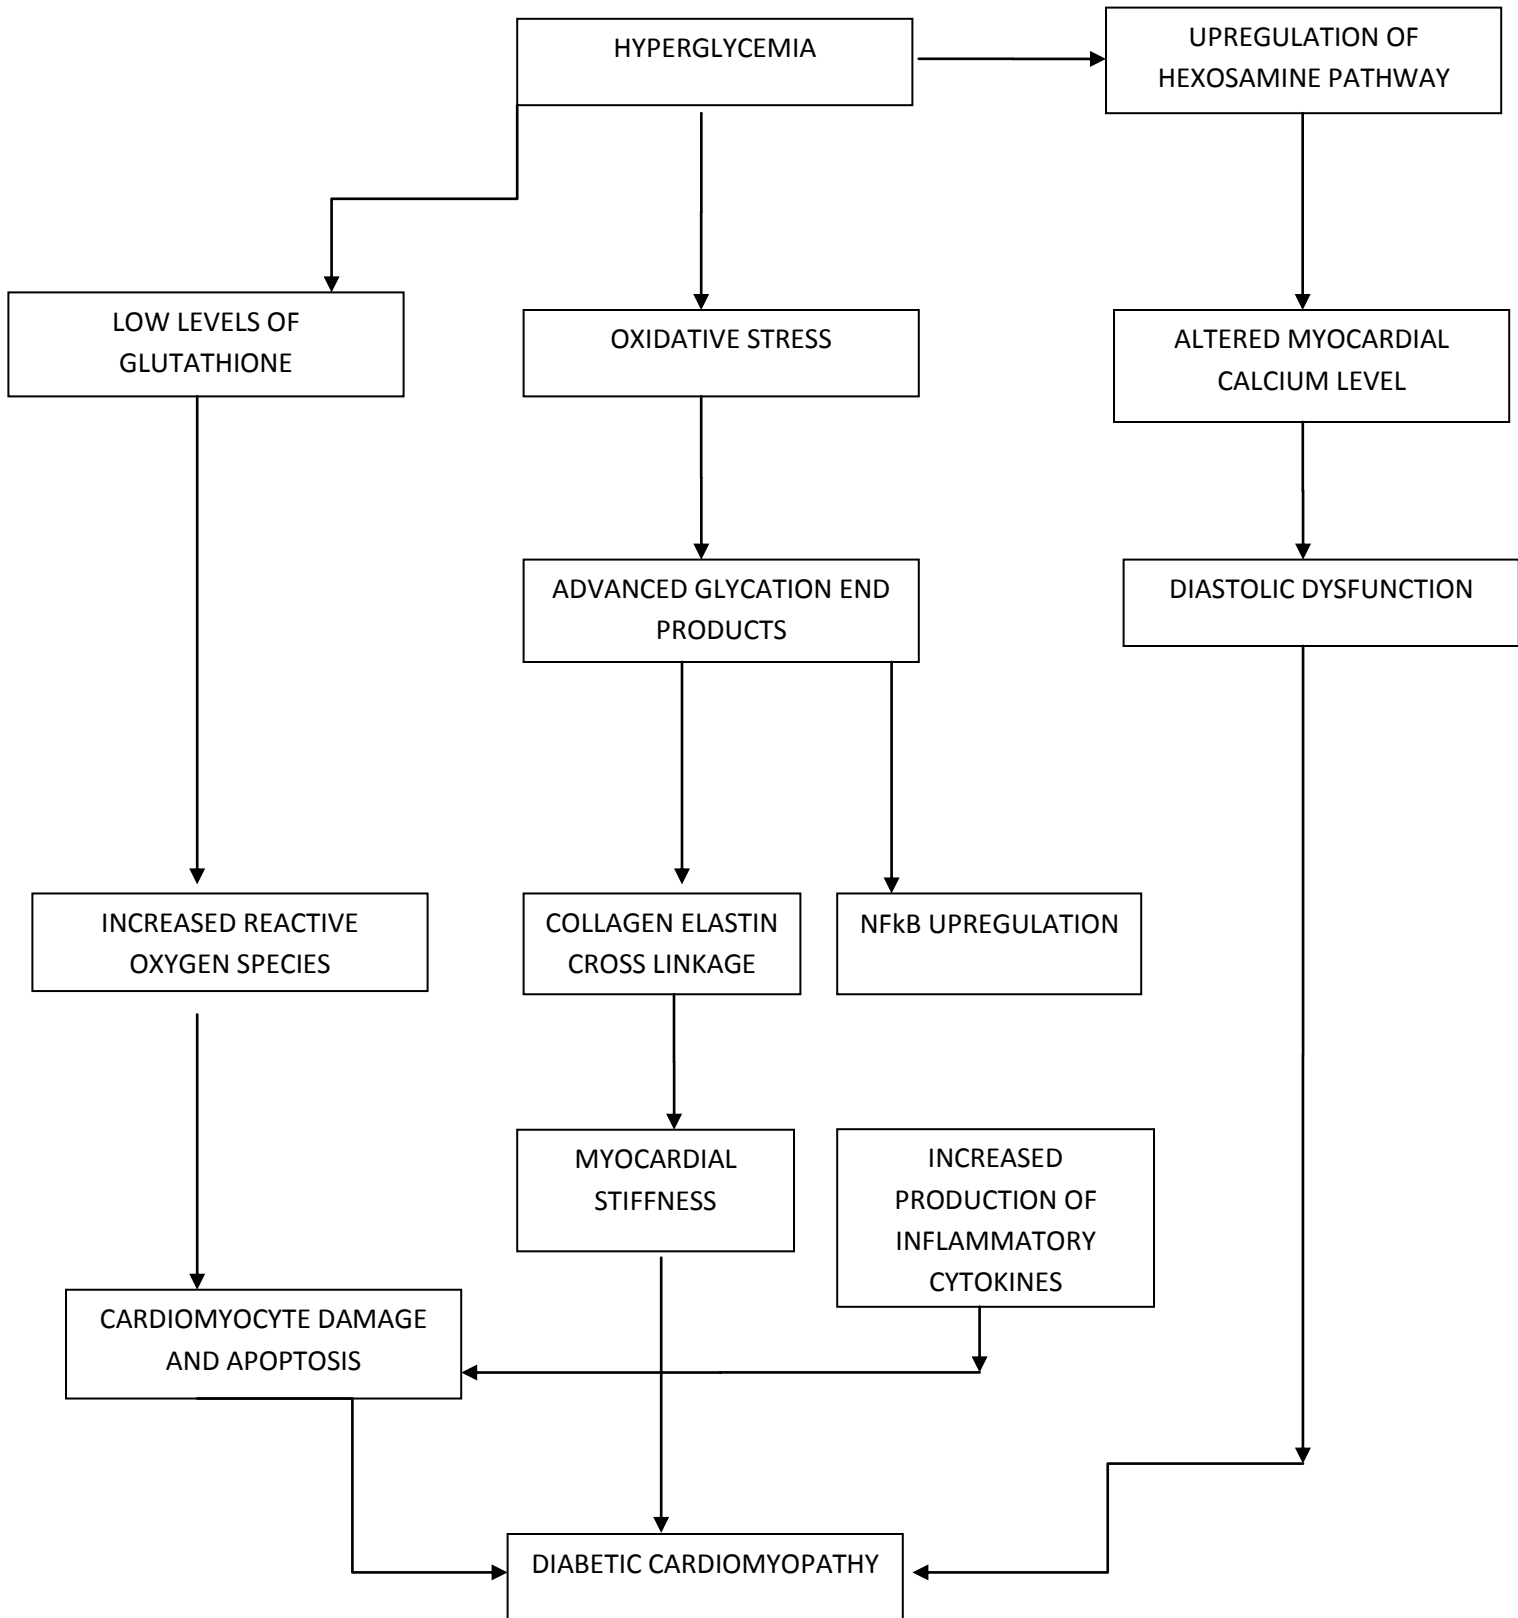 HYPERGLYCEMIA
UPREGULATION OF
HEXOSAMINE PATHWAY
LOW LEVELS OF
GLUTATHIONE
OXIDATIVE STRESS
ALTERED MYOCARDIAL
CALCIUM LEVEL
ADVANCED GLYCATION END
PRODUCTS
DIASTOLIC DYSFUNCTION
INCREASED REACTIVE
OXYGEN SPECIES
COLLAGEN ELASTIN
CROSS LINKAGE
NFkB UPREGULATION
MYOCARDIAL
STIFFNESS
INCREASED
PRODUCTION OF
INFLAMMATORY
CYTOKINES
CARDIOMYOCYTE DAMAGE
AND APOPTOSIS
DIABETIC CARDIOMYOPATHY